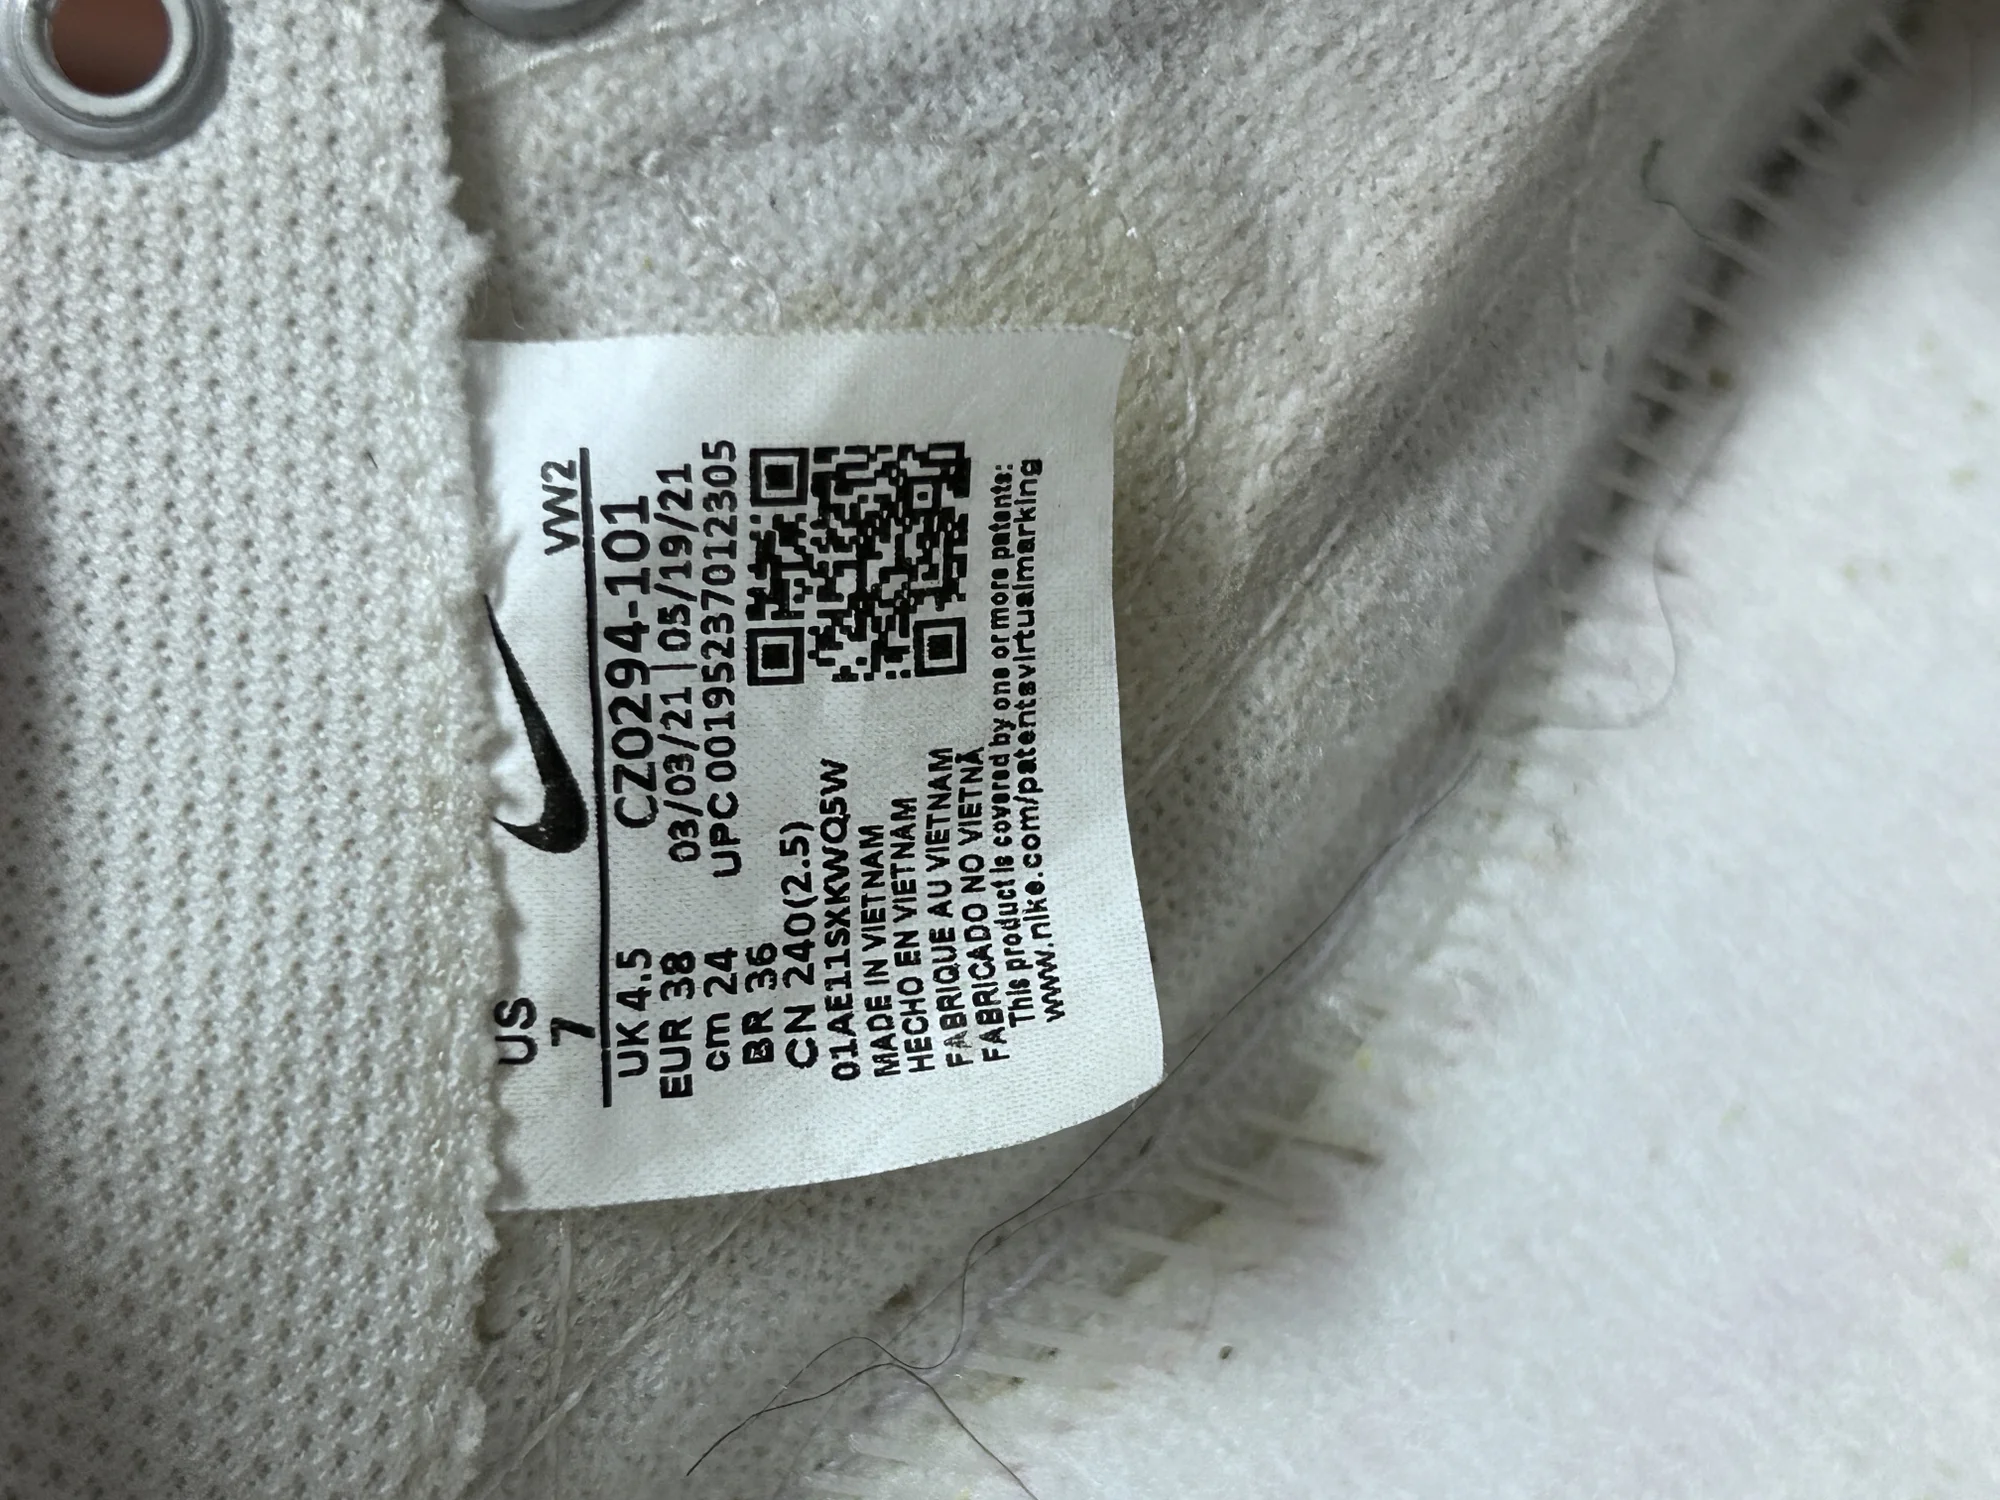 US
7
VW2
UK 4.5
EUR 38
cm 24
BR 36
CN 240(2.5)
CZ0294-101
03/03/21|05/19/21
UPC 00195237012305
01AE11SXKWQ5W
MADE IN VIETNAM
HECHO EN VIETNAM
FABRIQUE AU VIETNAM
FABRICADO NO VIETNÃ
This product is covered by one or more patents:
www.nike.com/patentsvirtualmarking